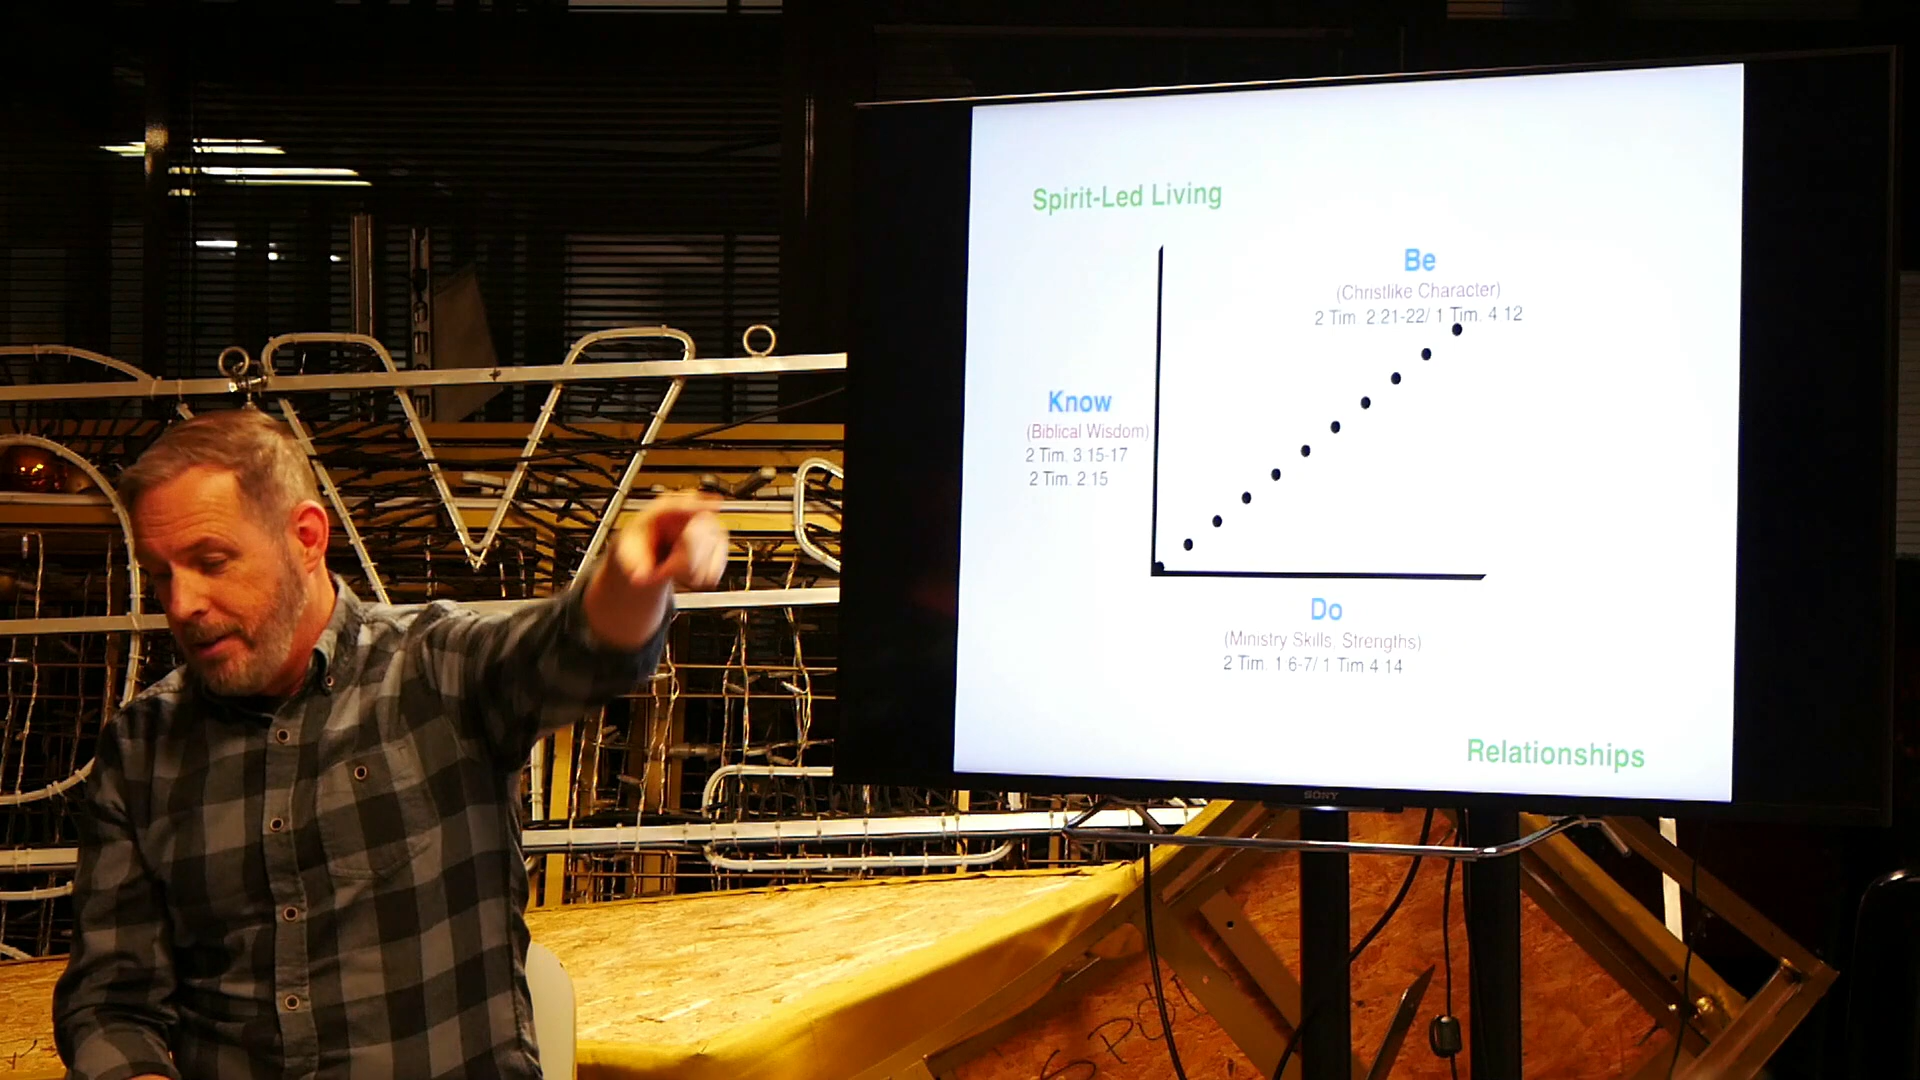 Spirit-Led Living
Be
(Christlike Character)
2 Tim. 2 21-22/ 1 Tim. 4 12
Know
(Biblical Wisdom)
2 Tim. 3 15-17
2 Tim. 2 15
Do
(Ministry Skills, Strengths)
2 Tim. 1 6-7/ 1 Tim 4 14
Relationships
SONY